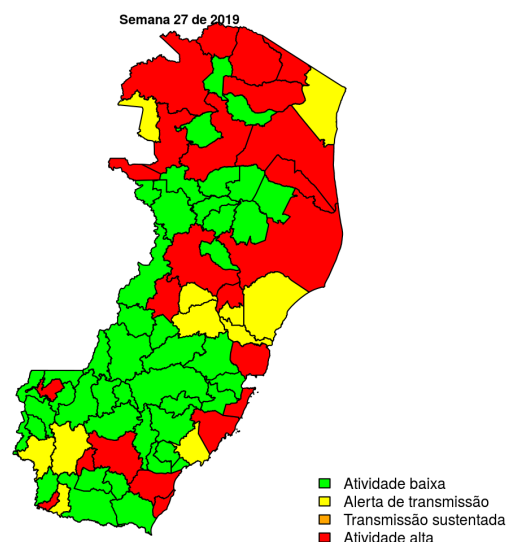 Semana 27 de 2019
Atividade baixa
Alerta de transmissão
Transmissão sustentada
Atividade alta